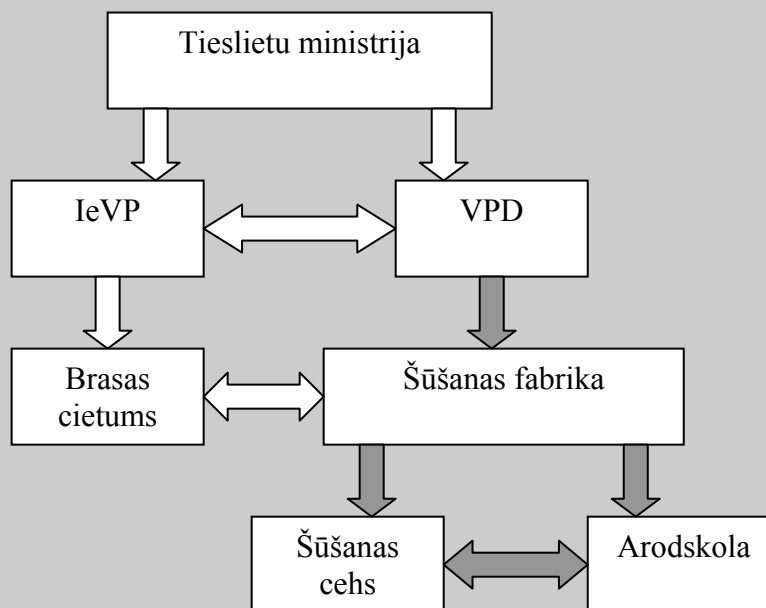 Tieslietu ministrija
IeVP
VPD
Brasas
cietums
Šūšanas fabrika
Šūšanas
cehs
Arodskola